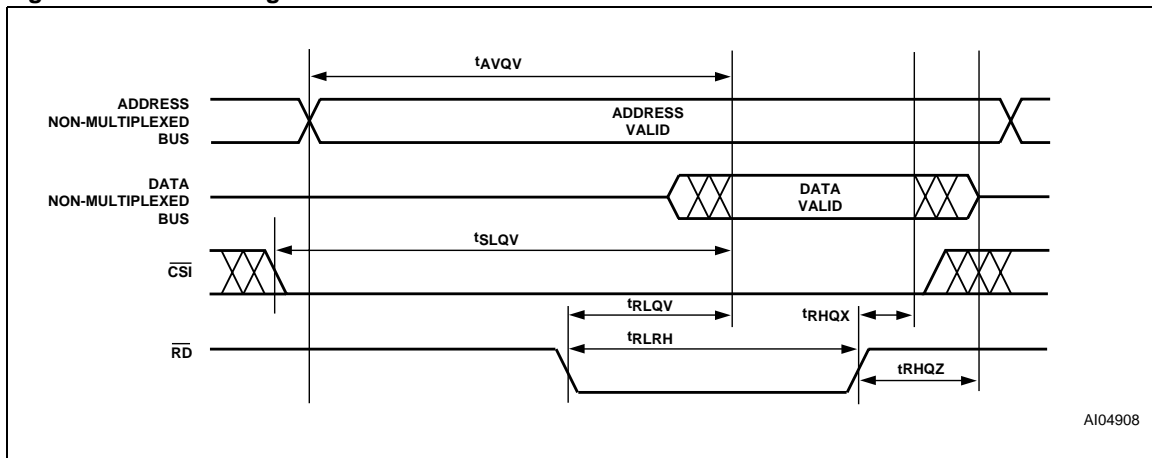 tAVQV
ADDRESS
NON-MULTIPLEXED
BUS
ADDRESS
VALID
DATA
NON-MULTIPLEXED
BUS
DATA
VALID
tSLQV
CSI
tRLQV
tRHQX
tRLRH
RD
tRHQZ
AI04908